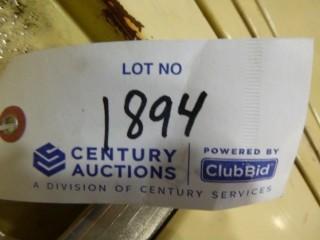 LOT NO
1894
CENTURY AUCTIONS
POWERED BY
ClubBid
A DIVISION OF CENTURY SERVICES